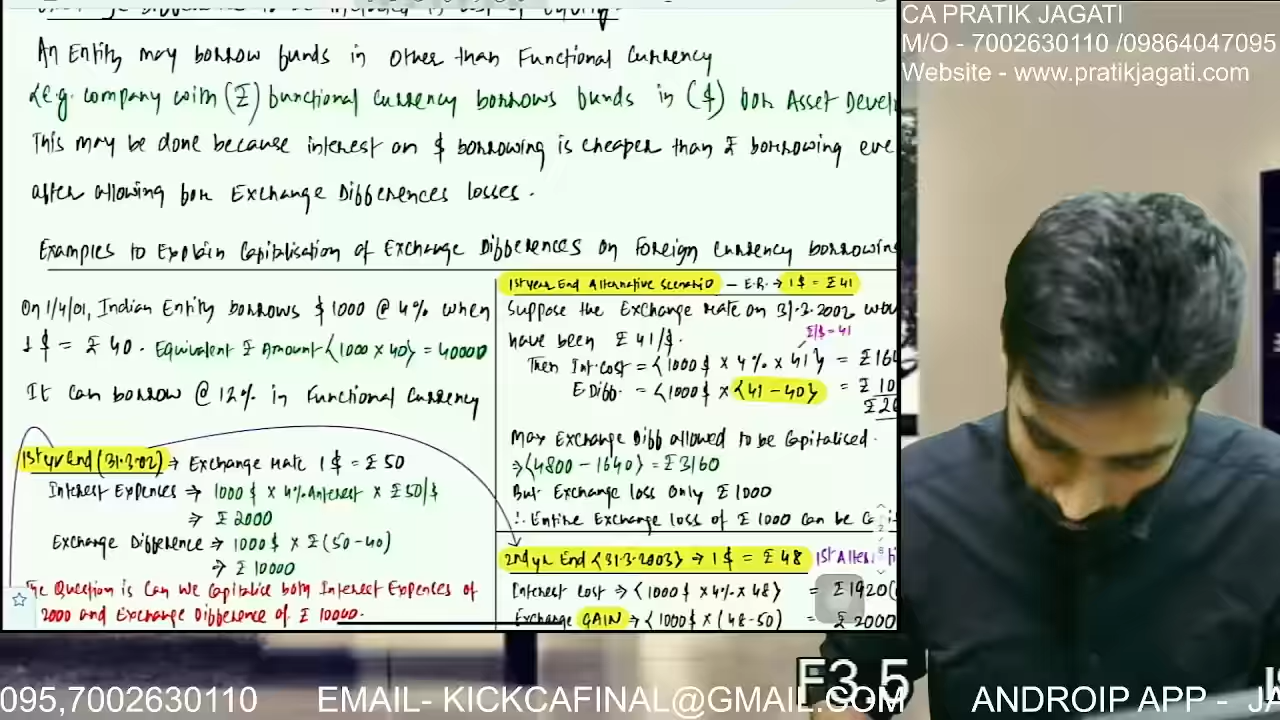 An Entity may borrow funds in other than Functional Currency
(e.g. company with (₹) functional currency borrows funds in ($) for Asset Devel
This may be done because interest on $ borrowing is cheaper than ₹ borrowing eve
after allowing for Exchange Differences losses.
Examples to Explain Capitalisation of Exchange Differences on Foreign Currency borrowing
On 1/4/01, Indian Entity borrows $ 1000 @ 4% when
1 $ = ₹ 40. Equivalent ₹ Amount (1000 x 40) = 40000
It can borrow @ 12% in Functional Currency
1st yr End (31.3.02) → Exchange Rate 1 $ = ₹ 50
Interest Expenses → 1000 $ x 4% Interest x ₹ 50/$
⇒ ₹ 2000
Exchange Difference → 1000 $ x ₹ (50-40)
⇒ ₹ 10000
The Question is Can We Capitalise both Interest Expenses of
2000 and Exchange Difference of ₹ 10000.
1st year End Alternative Scenario – E.R. → 1 $ = ₹ 41
Suppose the Exchange Rate on 31.3.2002 wou
have been ₹ 41/$.
₹/$ = 41
Then Int. cost = (1000 $ x 4% x 41) = ₹ 164
E.Diff. = (1000 $ x (41 - 40) = ₹ 10
₹ 26
Max Exchange Diff allowed to be Capitalised.
⇒ (4800 - 1640) = ₹ 3160
But Exchange loss only ₹ 1000
∴ Entire Exchange loss of ₹ 1000 can be
2nd yr End (31.3.2003) → 1 $ = ₹ 48
Interest cost → (1000 $ x 4% x 48) = ₹ 1920
Exchange GAIN → (1000 $ x (48-50) = ₹ 2000
CA PRATIK JAGATI
M/O - 7002630110 /09864047095
Website - www.pratikjagati.com
F3.5
095,7002630110 EMAIL- KICKCAFINAL@GMAIL.COM ANDROIP APP - JA